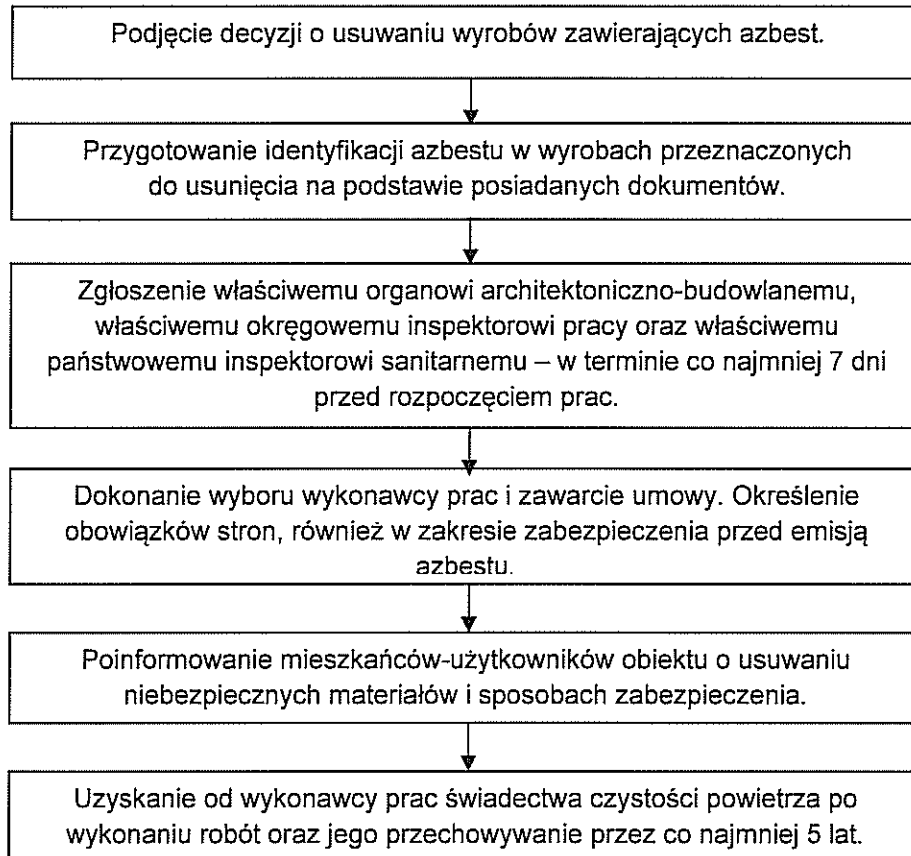 Podjęcie decyzji o usuwaniu wyrobów zawierających azbest.
Przygotowanie identyfikacji azbestu w wyrobach przeznaczonych
do usunięcia na podstawie posiadanych dokumentów.
Zgłoszenie właściwemu organowi architektoniczno-budowlanemu,
właściwemu okręgowemu inspektorowi pracy oraz właściwemu
państwowemu inspektorowi sanitarnemu – w terminie co najmniej 7 dni
przed rozpoczęciem prac.
Dokonanie wyboru wykonawcy prac i zawarcie umowy. Określenie
obowiązków stron, również w zakresie zabezpieczenia przed emisją
azbestu.
Poinformowanie mieszkańców-użytkowników obiektu o usuwaniu
niebezpiecznych materiałów i sposobach zabezpieczenia.
Uzyskanie od wykonawcy prac świadectwa czystości powietrza po
wykonaniu robót oraz jego przechowywanie przez co najmniej 5 lat.